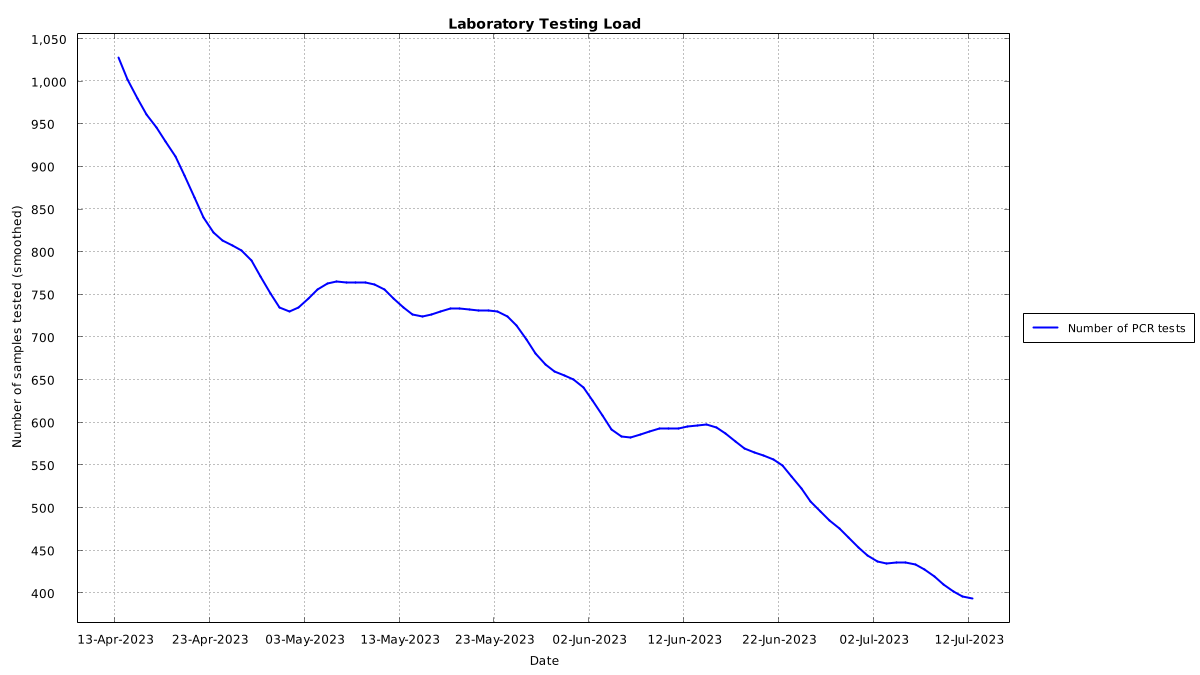 Laboratory Testing Load
Number of samples tested (smoothed)
1,050
1,000
950
900
850
800
750
700
650
600
550
500
450
400
13-Apr-2023 23-Apr-2023 03-May-2023 13-May-2023 23-May-2023 02-Jun-2023 12-Jun-2023 22-Jun-2023 02-Jul-2023 12-Jul-2023
Date
Number of PCR tests